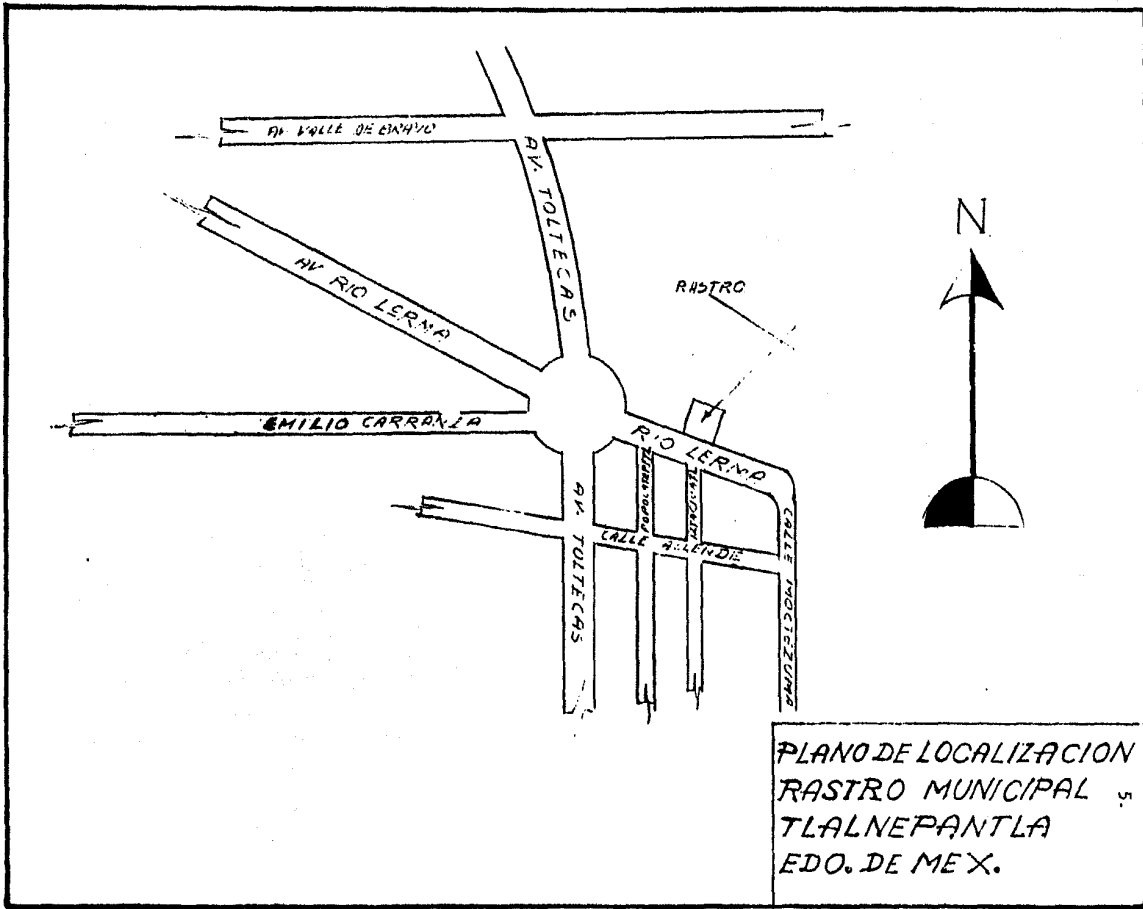 AV. VALLE DE BRAVO
AV. TOLTECAS
N
AV RIO LERMA
RASTRO
EMILIO CARRANZA
RIO LERMA
AV. TOLTECAS
CALLE ALLENDE
CALLE MOCTEZUMA
PLANO DE LOCALIZACION
RASTRO MUNICIPAL 5.
TLALNEPANTLA
EDO. DE MEX.